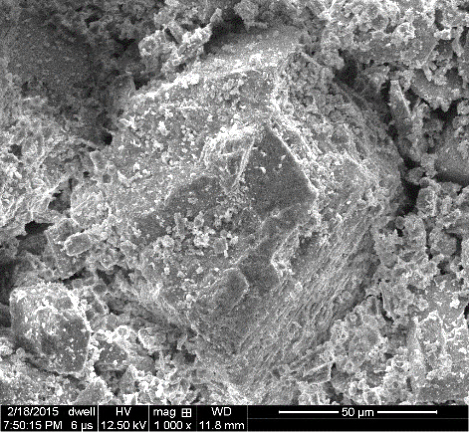 2/18/2015 dwell HV mag ⊞ WD
7:50:15 PM 6 µs 12.50 kV 1 000 x 11.8 mm
50 µm